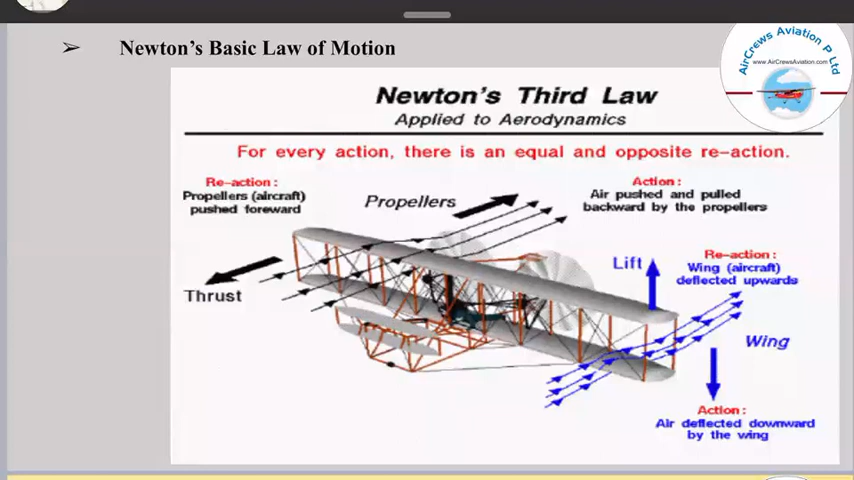 ➢ Newton's Basic Law of Motion
AirCrews Aviation P Ltd
www.AirCrewsAviation.com
Newton's Third Law
Applied to Aerodynamics
For every action, there is an equal and opposite re-action.
Re-action:
Propellers (aircraft)
pushed foreward
Propellers
Action:
Air pushed and pulled
backward by the propellers
Thrust
Lift
Re-action:
Wing (aircraft)
deflected upwards
Wing
Action:
Air deflected downward
by the wing